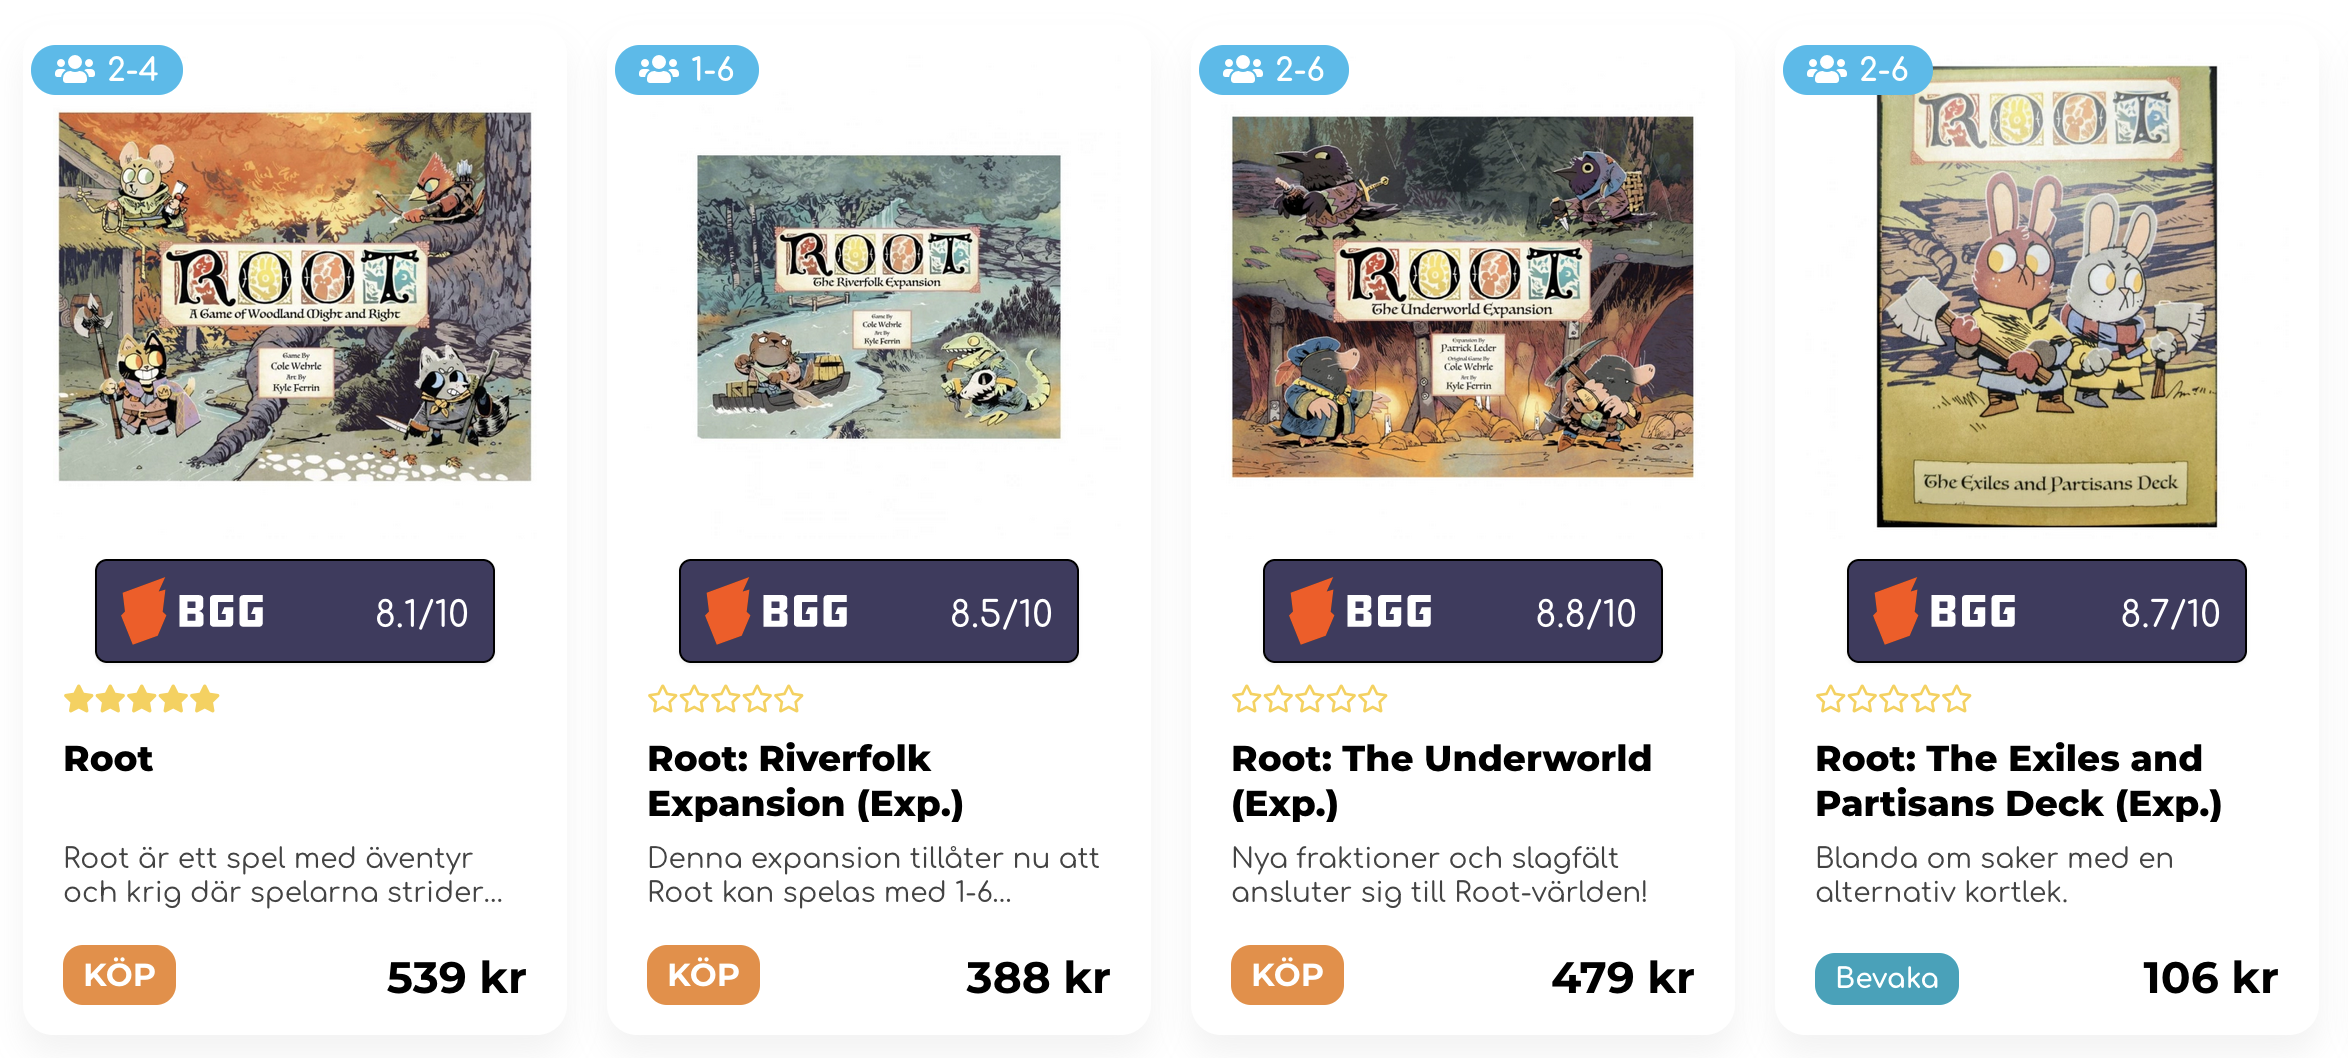 2-4
ROOT
A Game of Woodland Might and Right
Game By
Cole Wehrle
Art By
Kyle Ferrin
BGG 8.1/10
Root
Root är ett spel med äventyr
och krig där spelarna strider...
KÖP 539 kr
1-6
ROOT
The Riverfolk Expansion
Game By
Cole Wehrle
Art By
Kyle Ferrin
BGG 8.5/10
Root: Riverfolk
Expansion (Exp.)
Denna expansion tillåter nu att
Root kan spelas med 1-6...
KÖP 388 kr
2-6
ROOT
The Underworld Expansion
Expansion By
Patrick Leder
Original Game By
Cole Wehrle
Art By
Kyle Ferrin
BGG 8.8/10
Root: The Underworld
(Exp.)
Nya fraktioner och slagfält
ansluter sig till Root-världen!
KÖP 479 kr
2-6
ROOT
The Exiles and Partisans Deck
BGG 8.7/10
Root: The Exiles and
Partisans Deck (Exp.)
Blanda om saker med en
alternativ kortlek.
Bevaka 106 kr